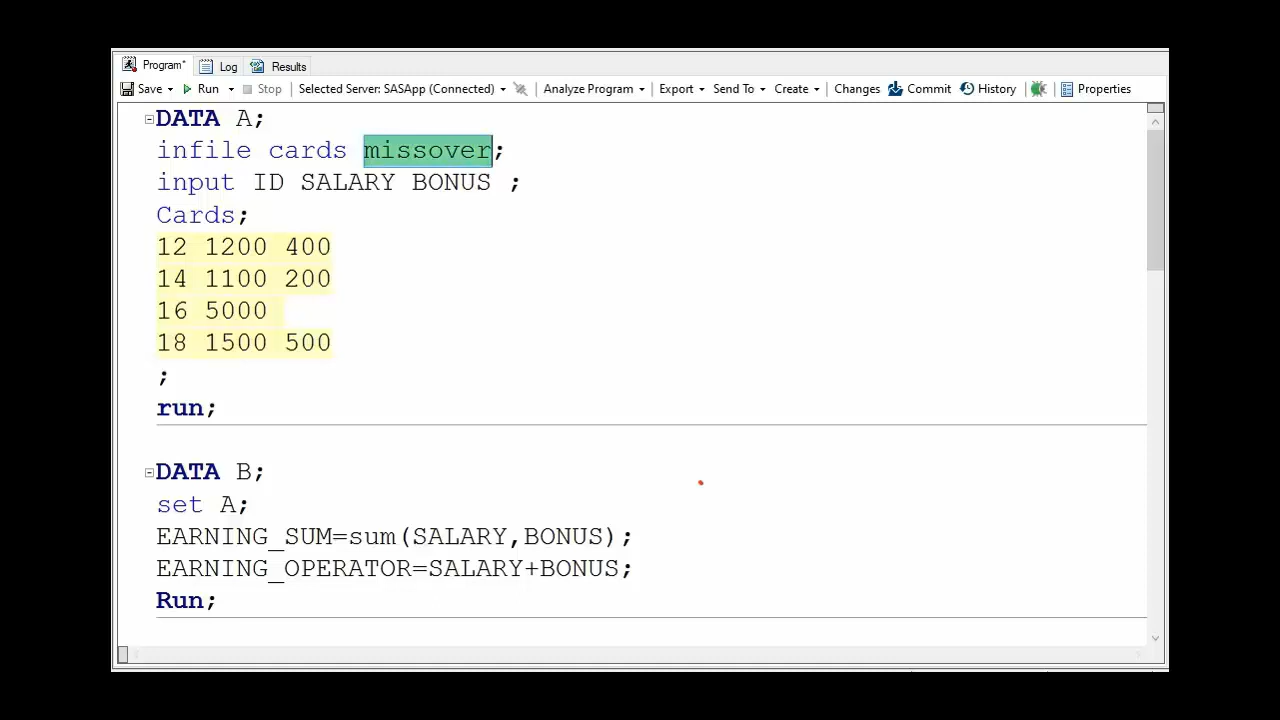 Program* Log Results
Save Run Stop Selected Server: SASApp (Connected) Analyze Program Export Send To Create Changes Commit History Properties
DATA A;
infile cards missover;
input ID SALARY BONUS ;
Cards;
12 1200 400
14 1100 200
16 5000
18 1500 500
;
run;
DATA B;
set A;
EARNING_SUM=sum(SALARY,BONUS);
EARNING_OPERATOR=SALARY+BONUS;
Run;